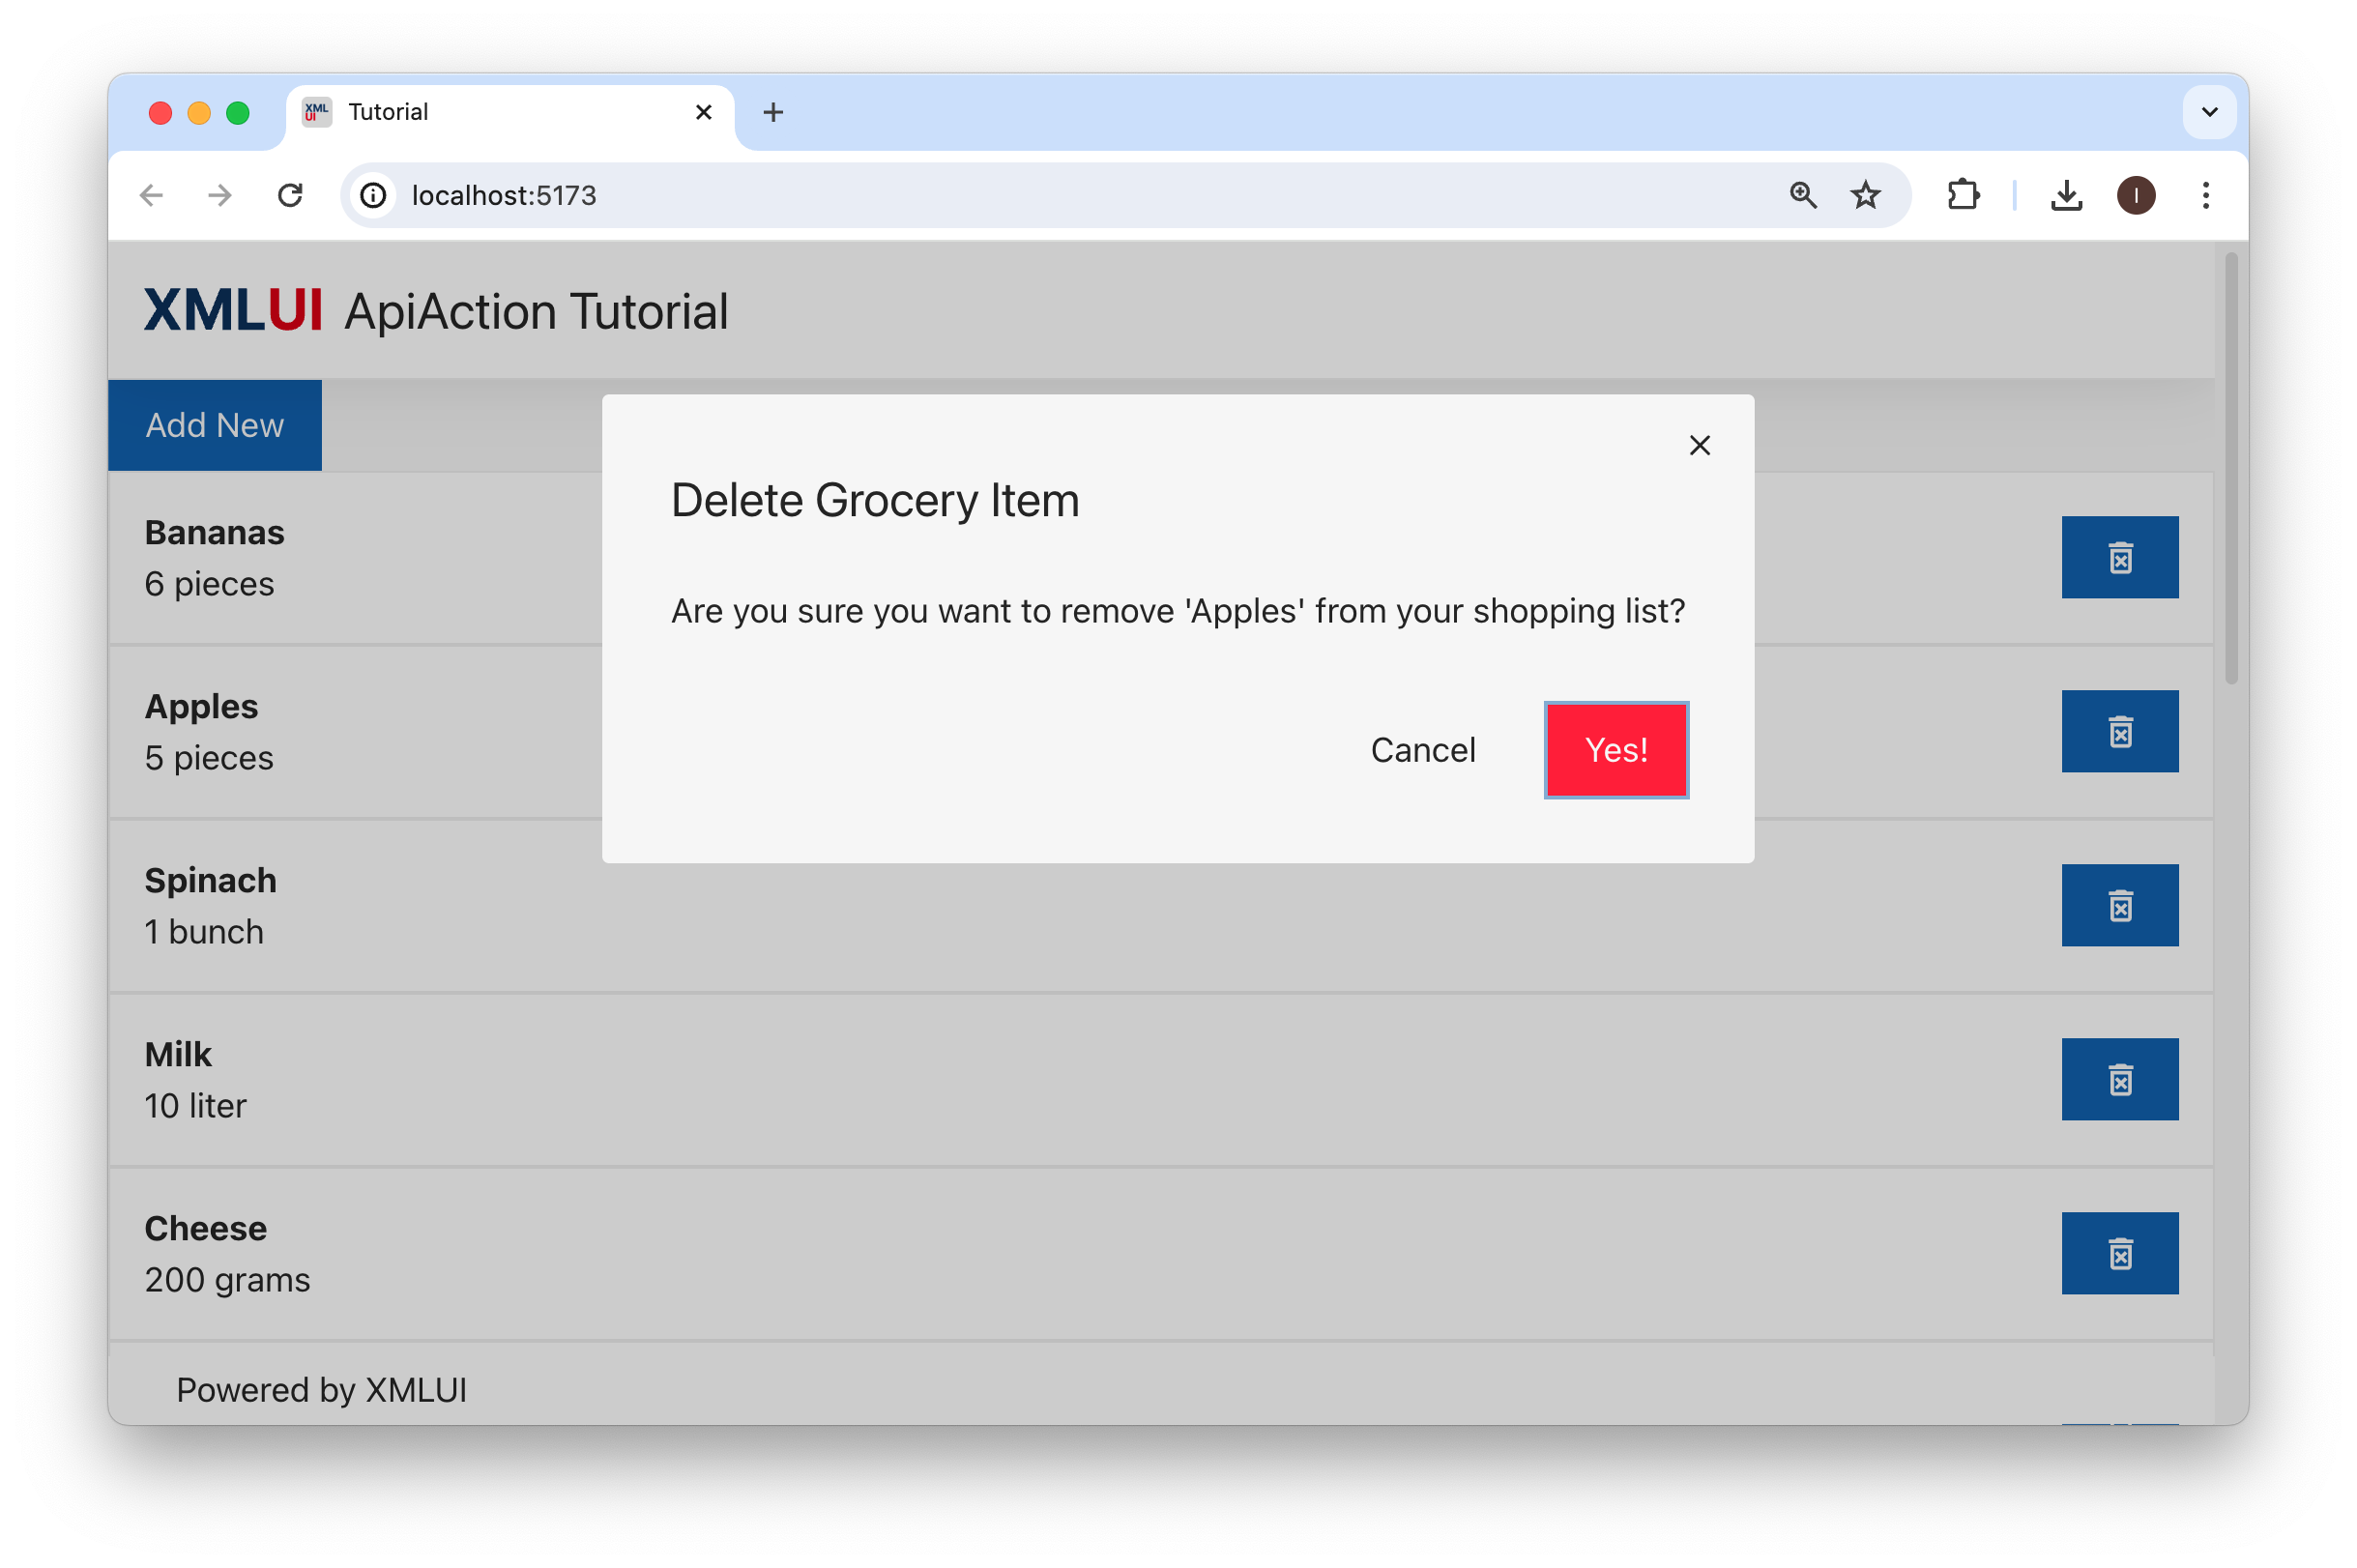 XML
UI
Tutorial
localhost:5173
I
XMLUI ApiAction Tutorial
Add New
Delete Grocery Item
Are you sure you want to remove 'Apples' from your shopping list?
Cancel
Yes!
Bananas
6 pieces
Apples
5 pieces
Spinach
1 bunch
Milk
10 liter
Cheese
200 grams
Powered by XMLUI